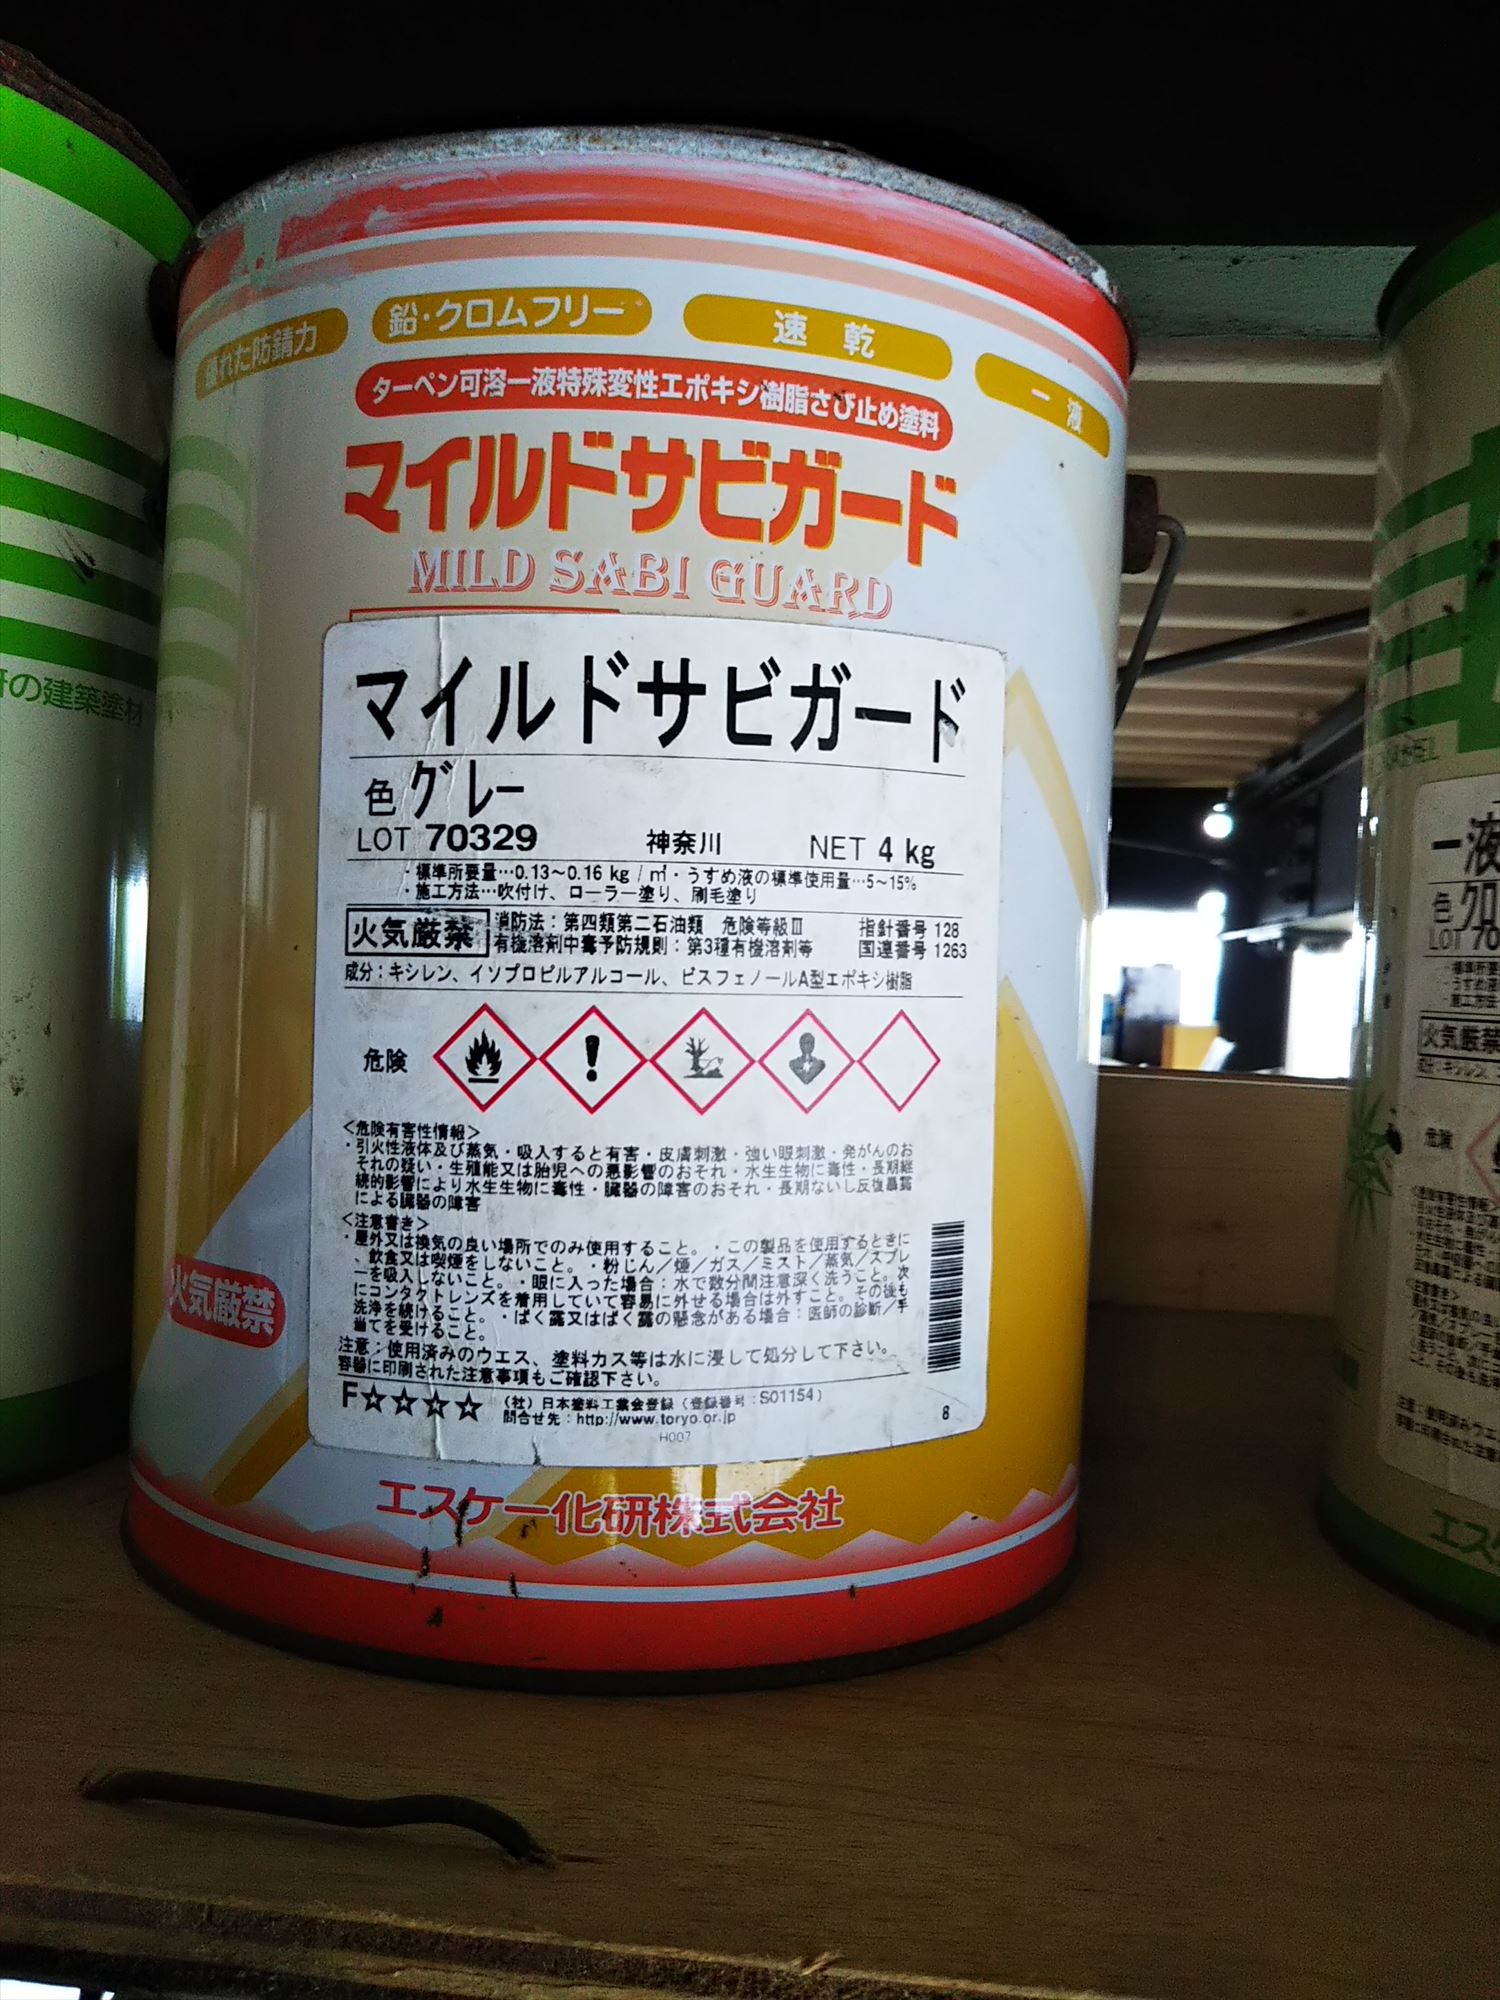 優れた防錆力
鉛・クロムフリー
速 乾
一 液
ターペン可溶一液特殊変性エポキシ樹脂さび止め塗料
マイルドサビガード
MILD SABI GUARD
マイルドサビガード
色 グレー
LOT 70329 神奈川 NET 4 kg
・標準所要量…0.13～0.16 kg / ㎡・うすめ液の標準使用量…5～15%
・施工方法…吹付け、ローラー塗り、刷毛塗り
火気厳禁
消防法：第四類第二石油類 危険等級Ⅲ 指針番号 128
有機溶剤中毒予防規則：第3種有機溶剤等 国連番号 1263
成分：キシレン、イソプロピルアルコール、ビスフェノールA型エポキシ樹脂
危険
＜危険有害性情報＞
・引火性液体及び蒸気・吸入すると有害・皮膚刺激・強い眼刺激・発がんのお
それの疑い・生殖能又は胎児への悪影響のおそれ・水生生物に毒性・長期継
続的影響により水生生物に毒性・臓器の障害のおそれ・長期ないし反復暴露
による臓器の障害
＜注意書き＞
・屋外又は換気の良い場所でのみ使用すること。・この製品を使用するときに
、飲食又は喫煙をしないこと。・粉じん／煙／ガス／ミスト／蒸気／スプレ
ーを吸入しないこと。・眼に入った場合：水で数分間注意深く洗うこと。次
にコンタクトレンズを着用していて容易に外せる場合は外すこと。その後も
洗浄を続けること。・ばく露又はばく露の懸念がある場合：医師の診断／手
当てを受けること。
注意：使用済みのウエス、塗料カス等は水に浸して処分して下さい。
容器に印刷された注意事項もご確認下さい。
F☆☆☆☆
（社）日本塗料工業会登録（登録番号：S01154）
問合せ先：http://www.toryo.or.jp
H007
8
火気厳禁
エスケー化研株式会社
の建築塗材
一液
色 クロ
LOT 70
火気厳禁
危険
エスケ